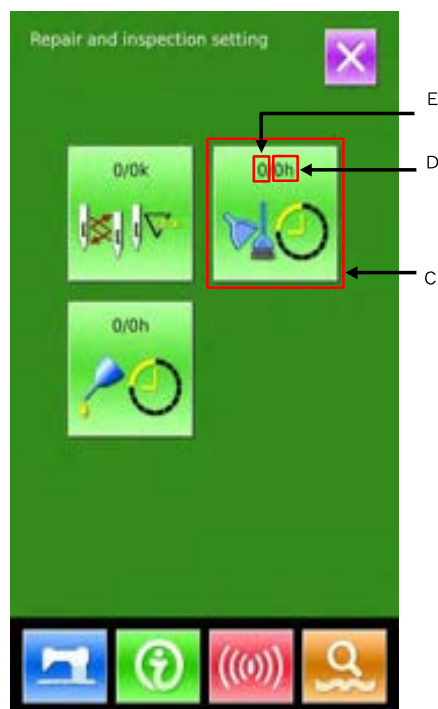 Repair and inspection setting
E
0/0k
0/0h
D
C
0/0h